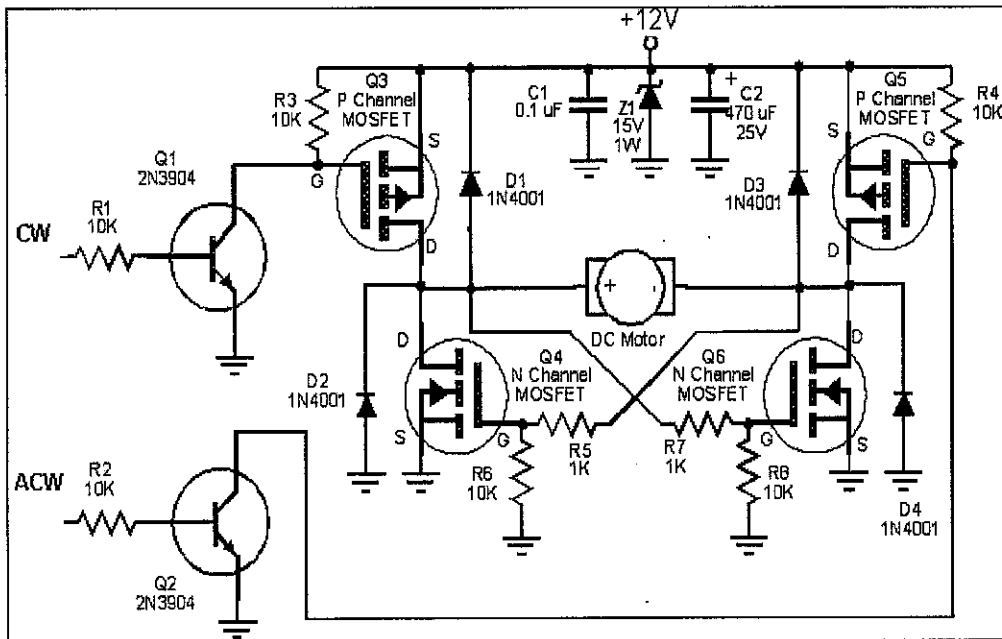 +12V
Q3
P Channel
MOSFET
R3
10K
S
G
D
C1
0.1 uF
Z1
15V
1W
+
C2
470 uF
25V
Q5
P Channel
MOSFET
R4
10K
S
G
D
Q1
2N3904
CW
R1
10K
D1
1N4001
D3
1N4001
+
-
DC Motor
D2
1N4001
D
S
G
Q4
N Channel
MOSFET
R5
1K
R6
10K
Q6
N Channel
MOSFET
R7
1K
D
G
S
R8
10K
D4
1N4001
ACW
R2
10K
Q2
2N3904